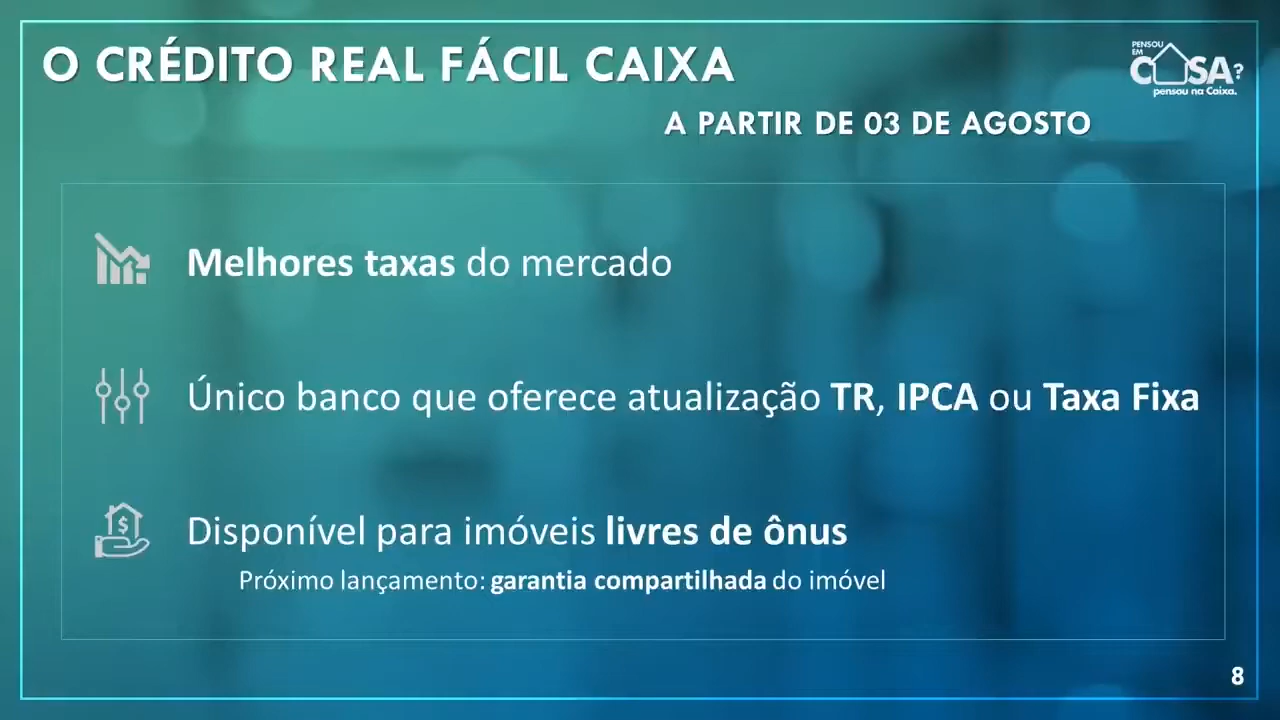 O CRÉDITO REAL FÁCIL CAIXA
PENSOU
EM
CASA?
pensou na Caixa.
A PARTIR DE 03 DE AGOSTO
Melhores taxas do mercado
Único banco que oferece atualização TR, IPCA ou Taxa Fixa
$
Disponível para imóveis livres de ônus
Próximo lançamento: garantia compartilhada do imóvel
8